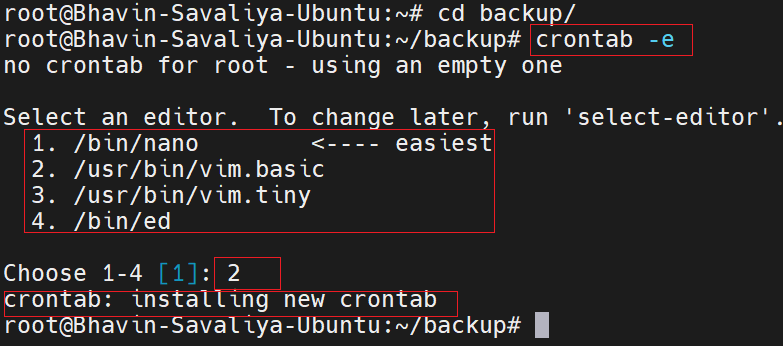 root@Bhavin-Savaliya-Ubuntu:~# cd backup/
root@Bhavin-Savaliya-Ubuntu:~/backup# crontab -e
no crontab for root - using an empty one

Select an editor.  To change later, run 'select-editor'.
  1. /bin/nano        <---- easiest
  2. /usr/bin/vim.basic
  3. /usr/bin/vim.tiny
  4. /bin/ed

Choose 1-4 [1]: 2
crontab: installing new crontab
root@Bhavin-Savaliya-Ubuntu:~/backup#